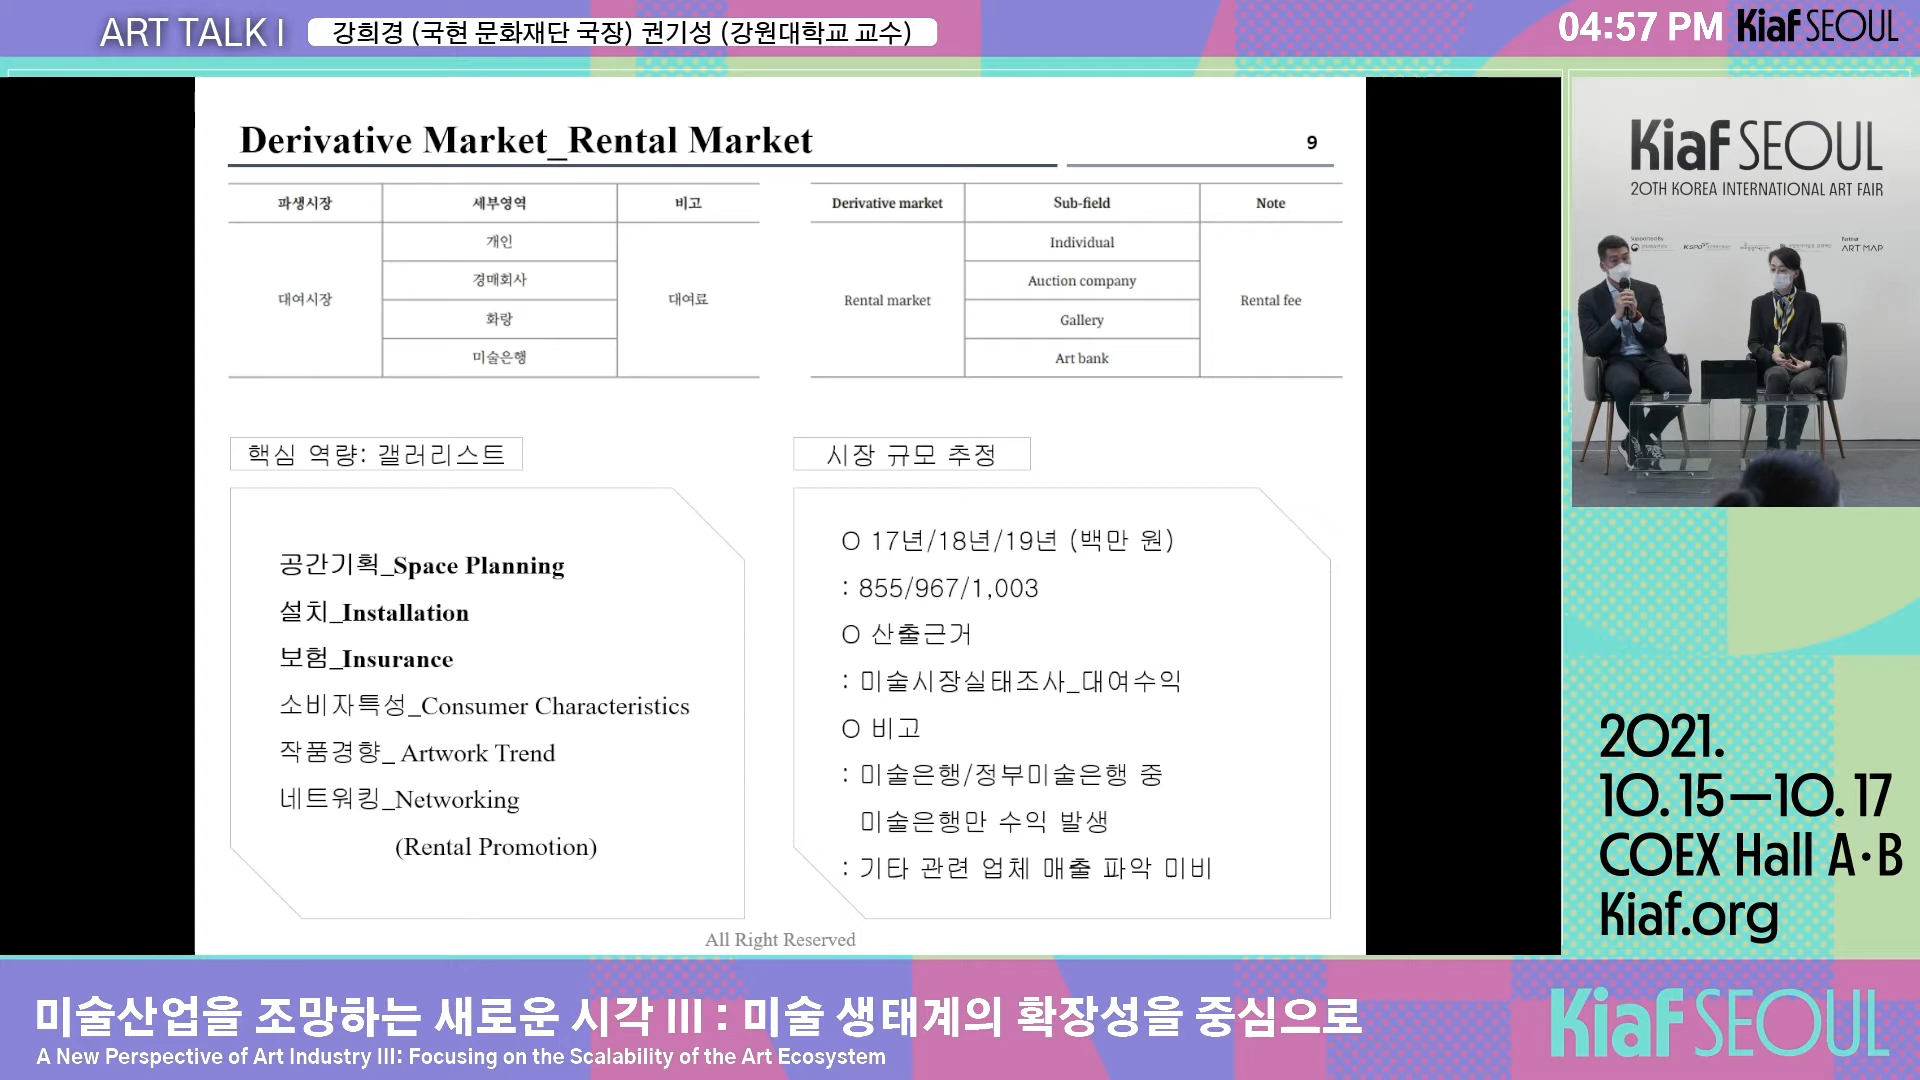 ART TALK I 강희경 (국현 문화재단 국장) 권기성 (강원대학교 교수)
04:57 PM Kiaf SEOUL
Derivative Market_Rental Market
9
파생시장 세부영역 비고
대여시장 개인 대여료
경매회사
화랑
미술은행
Derivative market Sub-field Note
Rental market Individual Rental fee
Auction company
Gallery
Art bank
핵심 역량: 갤러리스트
공간기획_Space Planning
설치_Installation
보험_Insurance
소비자특성_Consumer Characteristics
작품경향_ Artwork Trend
네트워킹_Networking
(Rental Promotion)
시장 규모 추정
O 17년/18년/19년 (백만 원)
: 855/967/1,003
O 산출근거
: 미술시장실태조사_대여수익
O 비고
: 미술은행/정부미술은행 중
미술은행만 수익 발생
: 기타 관련 업체 매출 파악 미비
All Right Reserved
Kiaf SEOUL
20TH KOREA INTERNATIONAL ART FAIR
Supported By
KSPO
Partner
ART MAP
2021.
10.15—10.17
COEX Hall A·B
Kiaf.org
미술산업을 조망하는 새로운 시각 III : 미술 생태계의 확장성을 중심으로
A New Perspective of Art Industry III: Focusing on the Scalability of the Art Ecosystem
Kiaf SEOUL